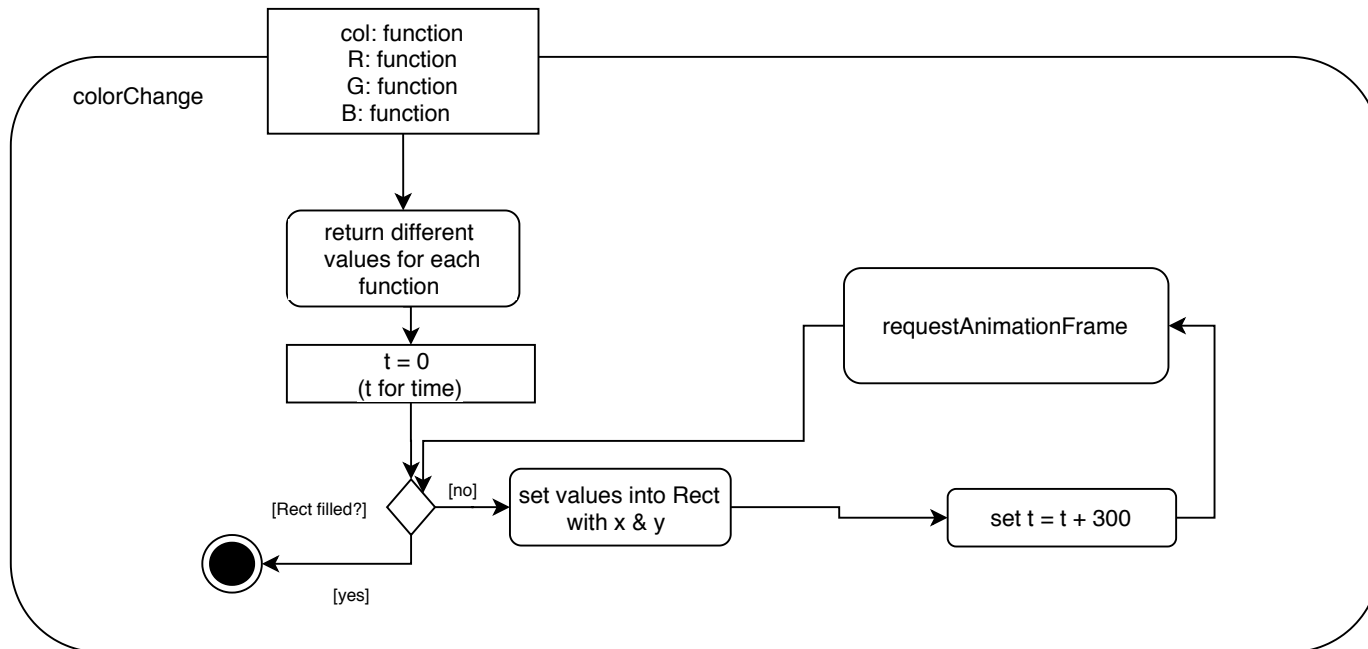 col: function
R: function
G: function
B: function
colorChange
return different
values for each
function
requestAnimationFrame
t = 0
(t for time)
[Rect filled?]
[no]
set values into Rect
with x & y
set t = t + 300
[yes]